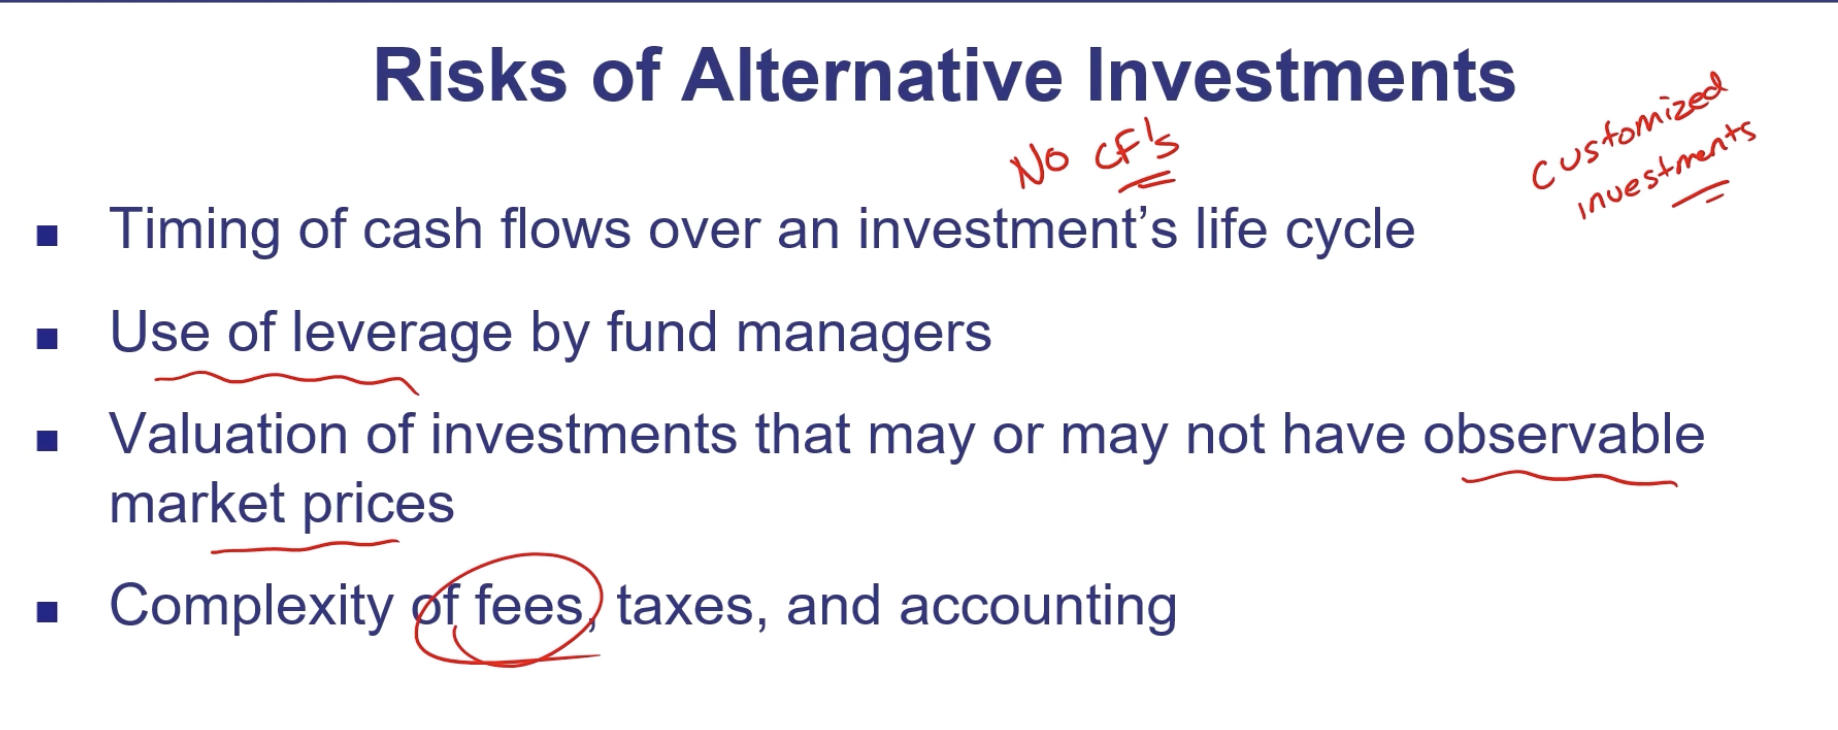 Risks of Alternative Investments
No CF's
customized
investments
▪ Timing of cash flows over an investment's life cycle
▪ Use of leverage by fund managers
▪ Valuation of investments that may or may not have observable
market prices
▪ Complexity of fees, taxes, and accounting